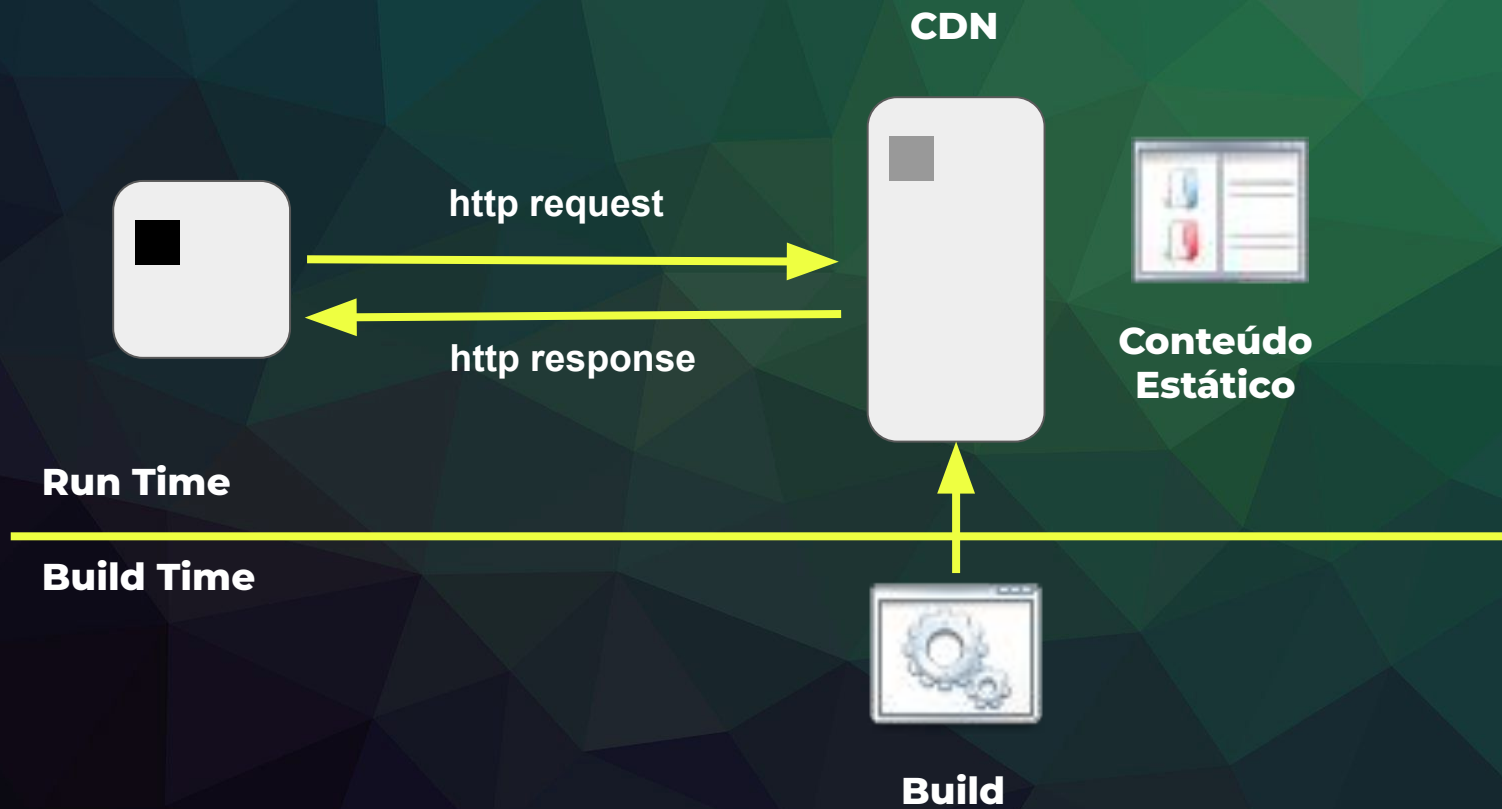 CDN
http request
http response
Conteúdo
Estático
Run Time
Build Time
Build